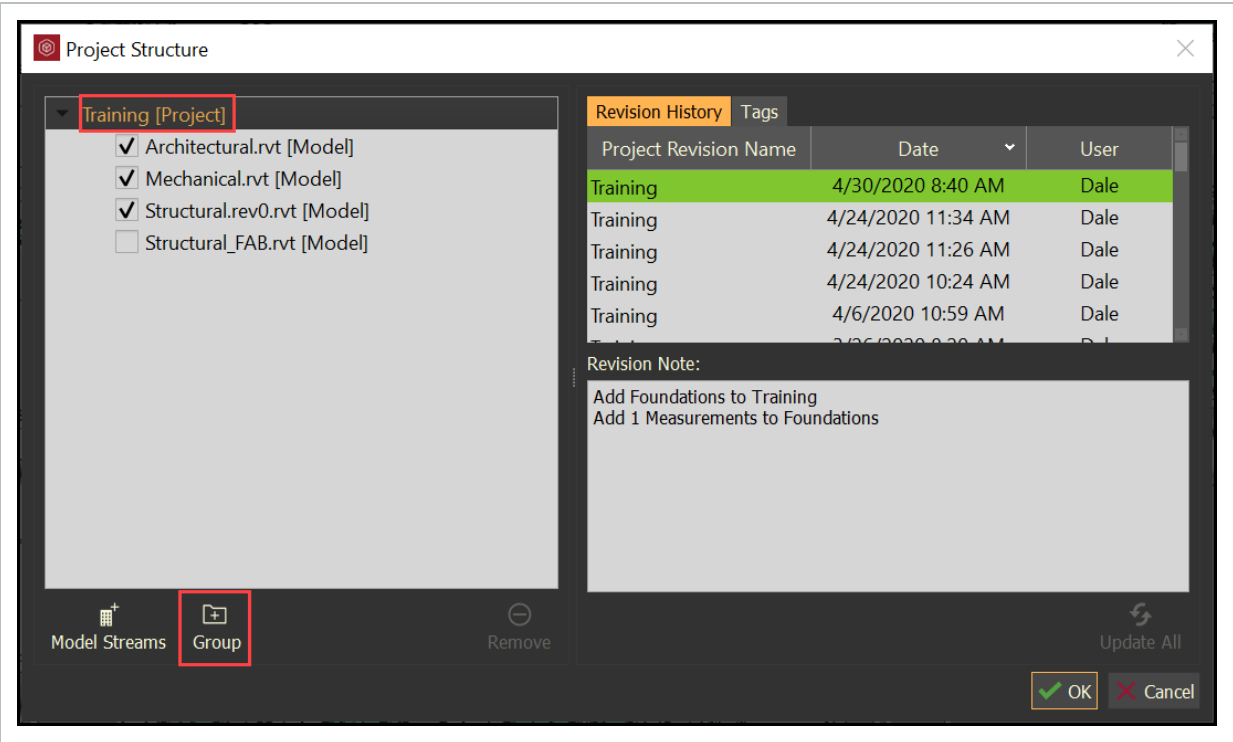 Project Structure
Training [Project]
Architectural.rvt [Model]
Mechanical.rvt [Model]
Structural.rev0.rvt [Model]
Structural_FAB.rvt [Model]
Model Streams
Group
Remove
Revision History Tags
Project Revision Name Date User
Training 4/30/2020 8:40 AM Dale
Training 4/24/2020 11:34 AM Dale
Training 4/24/2020 11:26 AM Dale
Training 4/24/2020 10:24 AM Dale
Training 4/6/2020 10:59 AM Dale
Revision Note:
Add Foundations to Training
Add 1 Measurements to Foundations
Update All
OK Cancel